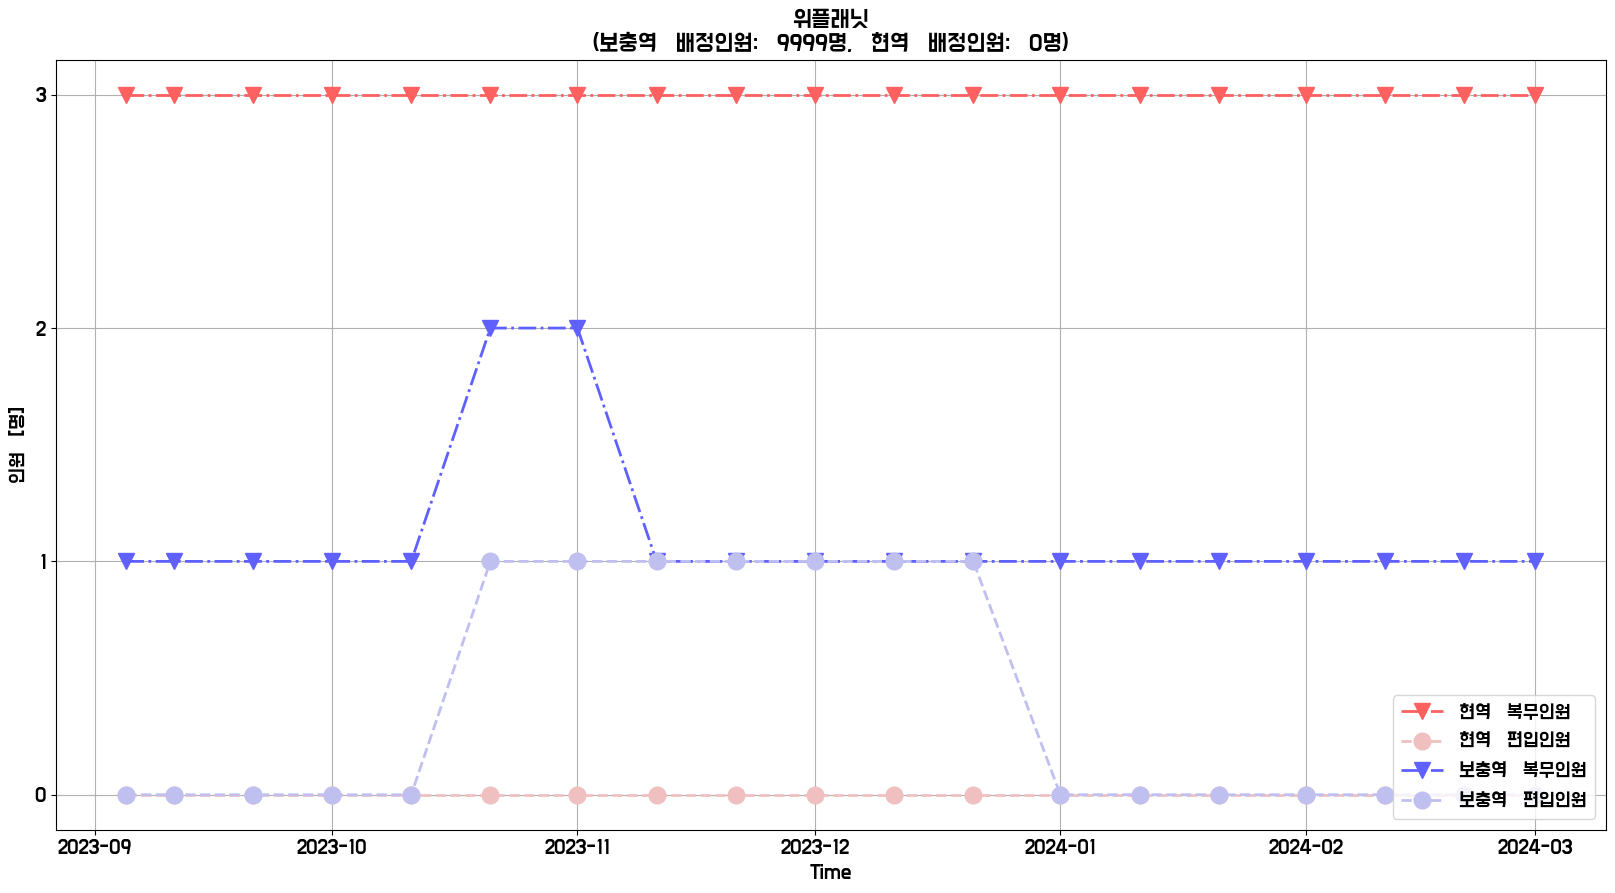 위플래닛
(보충역 배정인원: 9999명, 현역 배정인원: 0명)
3
2
1
0
인원 [명]
2023-09 2023-10 2023-11 2023-12 2024-01 2024-02 2024-03
Time
현역 복무인원
현역 편입인원
보충역 복무인원
보충역 편입인원